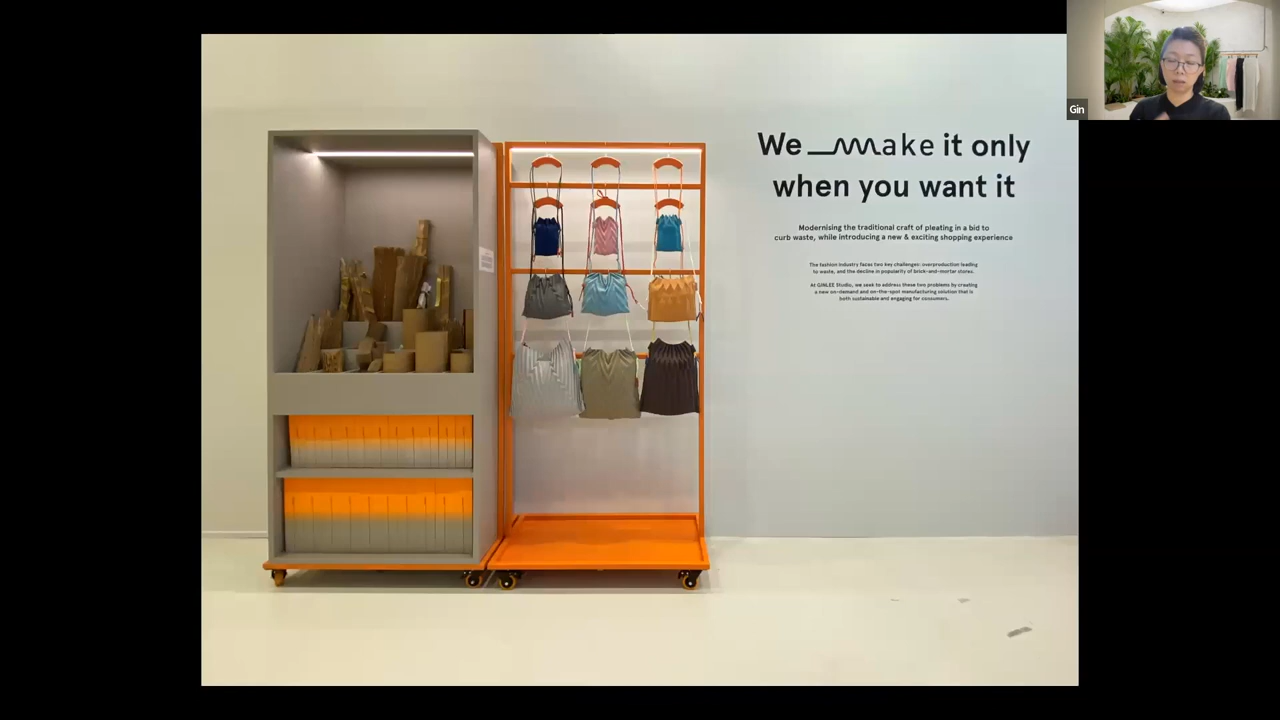 Gin
We make it only
when you want it
Modernising the traditional craft of pleating in a bid to
curb waste, while introducing a new & exciting shopping experience
The fashion industry faces two key challenges: overproduction leading
to waste, and the decline in popularity of brick-and-mortar stores.
At GINLEE Studio, we seek to address these two problems by creating
a new on-demand and on-the-spot manufacturing solution that is
both sustainable and engaging for consumers.